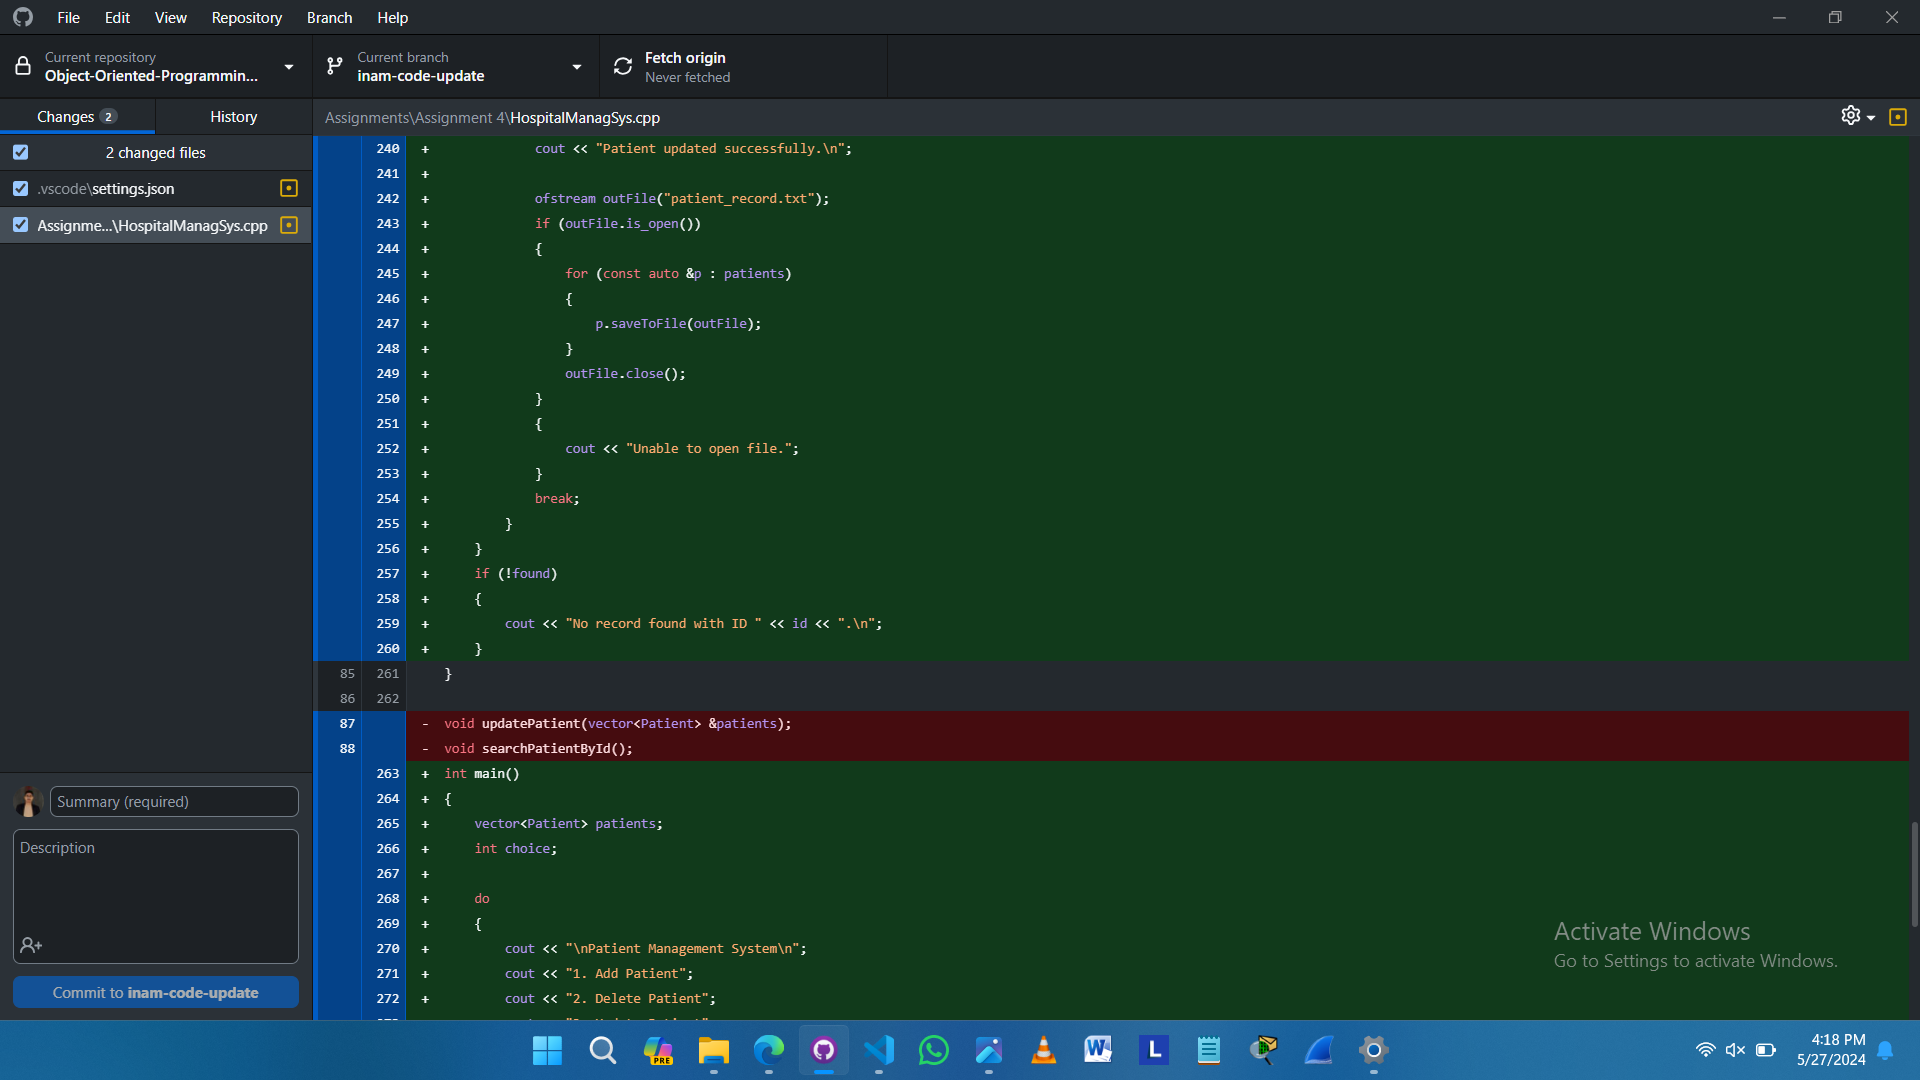 File Edit View Repository Branch Help
Current repository
Object-Oriented-Programmin...
Current branch
inam-code-update
Fetch origin
Never fetched
Changes 2
History
Assignments\Assignment 4\HospitalManagSys.cpp
2 changed files
.vscode\settings.json
Assignme...\HospitalManagSys.cpp
240 + cout << "Patient updated successfully.\n";
241 +
242 + ofstream outFile("patient_record.txt");
243 + if (outFile.is_open())
244 + {
245 + for (const auto &p : patients)
246 + {
247 + p.saveToFile(outFile);
248 + }
249 + outFile.close();
250 + }
251 + {
252 + cout << "Unable to open file.";
253 + }
254 + break;
255 + }
256 + }
257 + if (!found)
258 + {
259 + cout << "No record found with ID " << id << ".\n";
260 + }
85 261 }
86 262
87 - void updatePatient(vector<Patient> &patients);
88 - void searchPatientById();
263 + int main()
264 + {
265 + vector<Patient> patients;
266 + int choice;
267 +
268 + do
269 + {
270 + cout << "\nPatient Management System\n";
271 + cout << "1. Add Patient";
272 + cout << "2. Delete Patient";
Summary (required)
Description
Commit to inam-code-update
Activate Windows
Go to Settings to activate Windows.
PRE
L
4:18 PM
5/27/2024